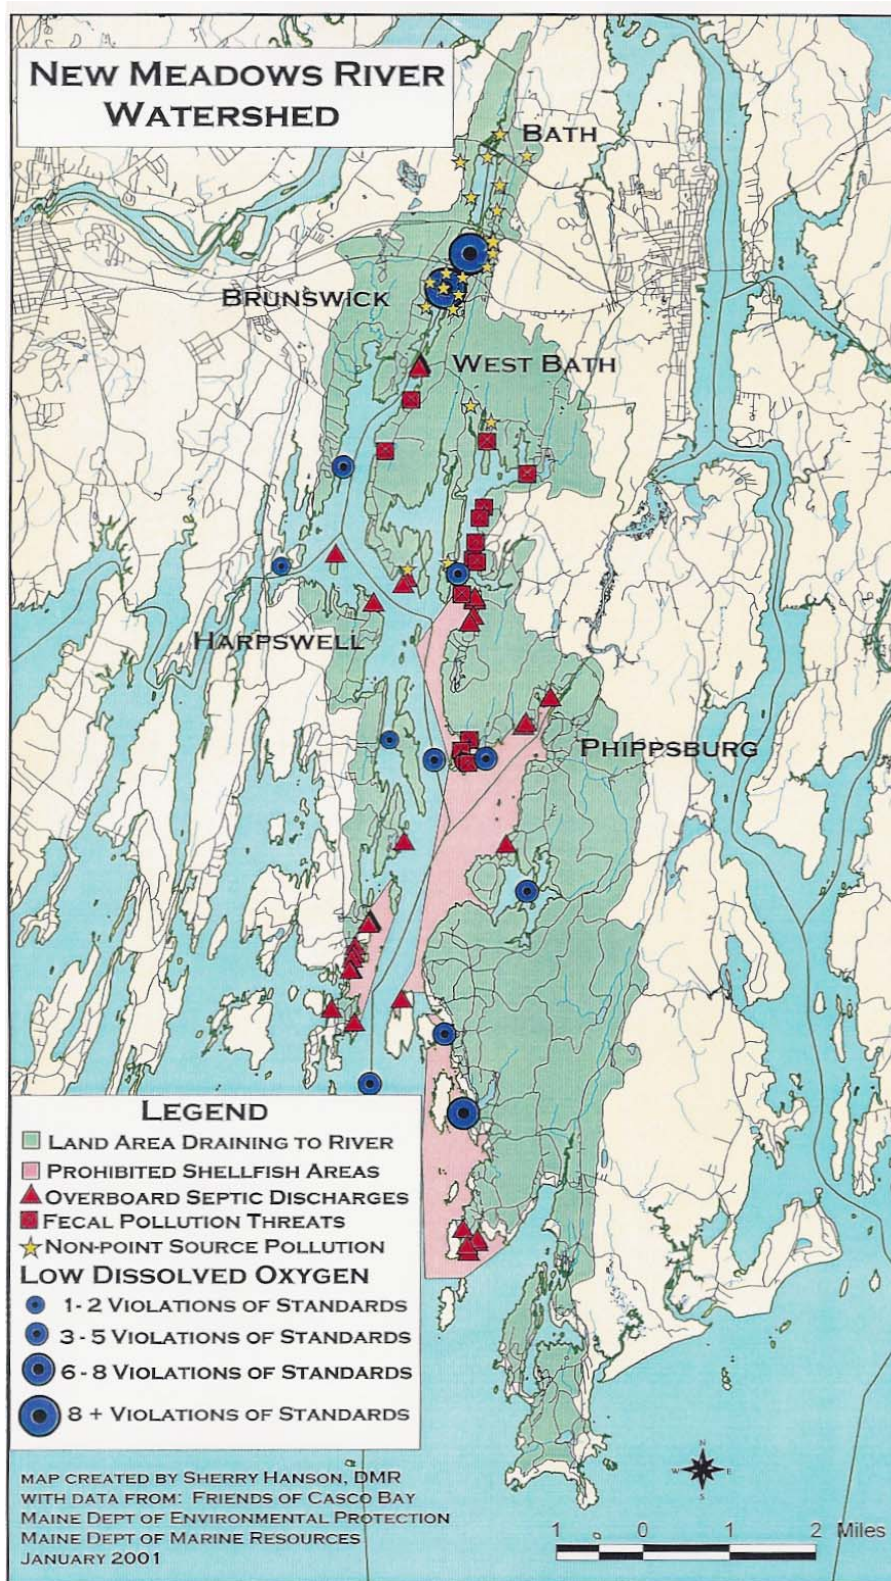 NEW MEADOWS RIVER
WATERSHED
BATH
BRUNSWICK
WEST BATH
HARPSWELL
PHIPPSBURG
LEGEND
LAND AREA DRAINING TO RIVER
PROHIBITED SHELLFISH AREAS
OVERBOARD SEPTIC DISCHARGES
FECAL POLLUTION THREATS
NON-POINT SOURCE POLLUTION
LOW DISSOLVED OXYGEN
1-2 VIOLATIONS OF STANDARDS
3-5 VIOLATIONS OF STANDARDS
6-8 VIOLATIONS OF STANDARDS
8 + VIOLATIONS OF STANDARDS
MAP CREATED BY SHERRY HANSON, DMR
WITH DATA FROM: FRIENDS OF CASCO BAY
MAINE DEPT OF ENVIRONMENTAL PROTECTION
MAINE DEPT OF MARINE RESOURCES
JANUARY 2001
N
W E
S
1 0 1 2 Miles